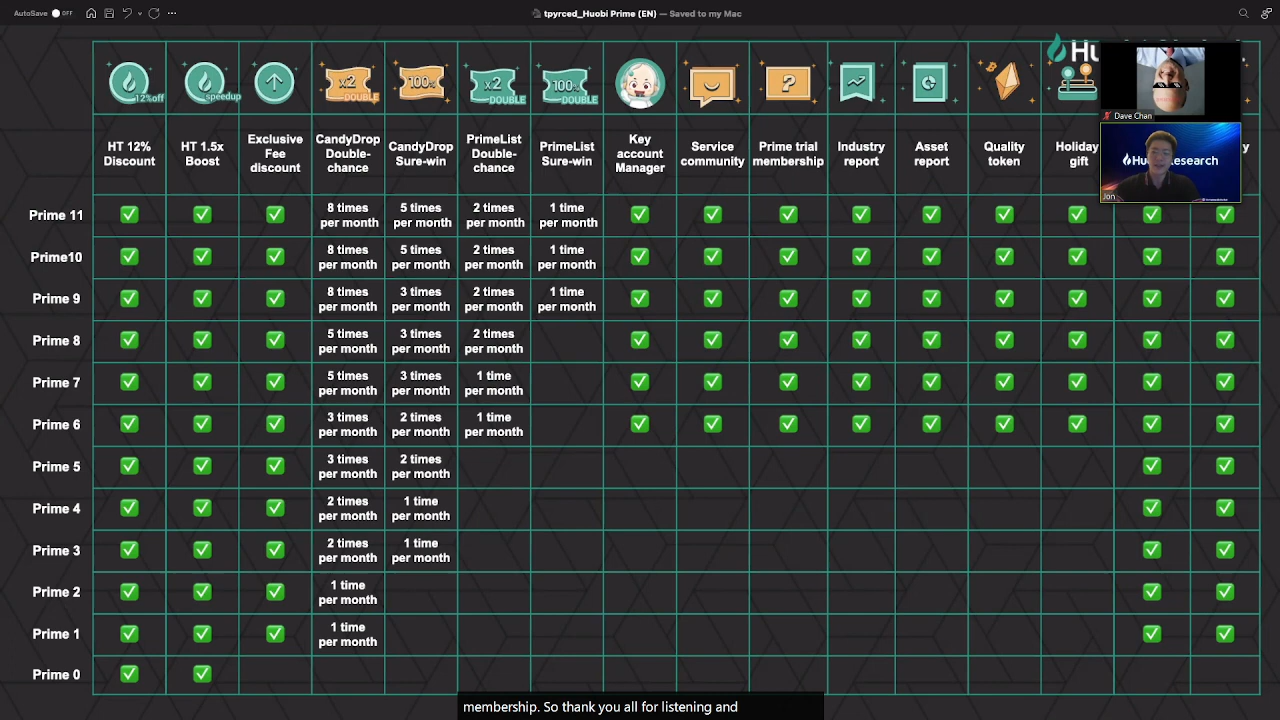 AutoSave OFF
tpyrced_Huobi Prime (EN) — Saved to my Mac
12%off
speedup
x2
DOUBLE
100%
x2
DOUBLE
100%
DOUBLE
?
Hu
Dave Chan
Research
Jon
HT 12%
Discount
HT 1.5x
Boost
Exclusive
Fee
discount
CandyDrop
Double-
chance
CandyDrop
Sure-win
PrimeList
Double-
chance
PrimeList
Sure-win
Key
account
Manager
Service
community
Prime trial
membership
Industry
report
Asset
report
Quality
token
Holiday
gift
Prime 11
8 times
per month
5 times
per month
2 times
per month
1 time
per month
Prime10
8 times
per month
5 times
per month
2 times
per month
1 time
per month
Prime 9
8 times
per month
3 times
per month
2 times
per month
1 time
per month
Prime 8
5 times
per month
3 times
per month
2 times
per month
Prime 7
5 times
per month
3 times
per month
1 time
per month
Prime 6
3 times
per month
2 times
per month
1 time
per month
Prime 5
3 times
per month
2 times
per month
Prime 4
2 times
per month
1 time
per month
Prime 3
2 times
per month
1 time
per month
Prime 2
1 time
per month
Prime 1
1 time
per month
Prime 0
membership. So thank you all for listening and